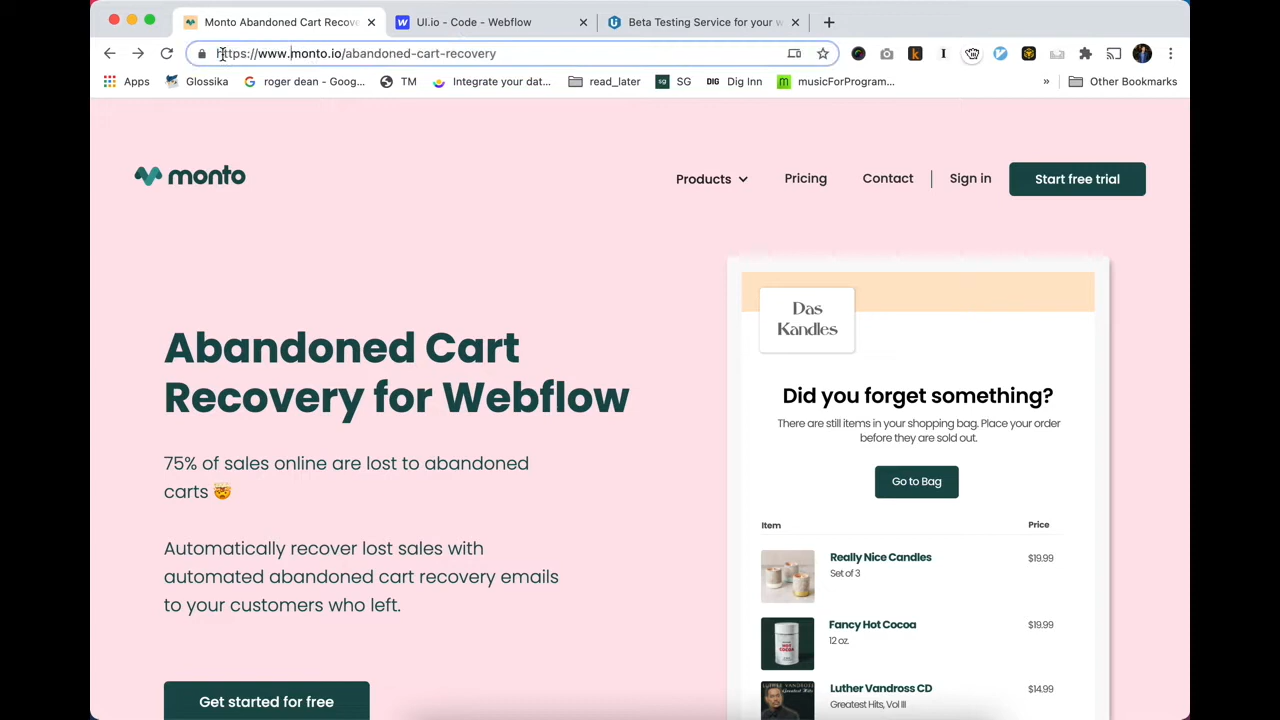 Monto Abandoned Cart Recove
UI.io - Code - Webflow
Beta Testing Service for your w
https://www.monto.io/abandoned-cart-recovery
Apps
Glossika
roger dean - Goog...
TM
Integrate your dat...
read_later
SG
Dig Inn
musicForProgram...
»
Other Bookmarks
monto
Products
Pricing
Contact
Sign in
Start free trial
Abandoned Cart
Recovery for Webflow
75% of sales online are lost to abandoned
carts 🤯
Automatically recover lost sales with
automated abandoned cart recovery emails
to your customers who left.
Get started for free
Das
Kandles
Did you forget something?
There are still items in your shopping bag. Place your order
before they are sold out.
Go to Bag
Item Price
Really Nice Candles $19.99
Set of 3
Fancy Hot Cocoa $19.99
12 oz.
Luther Vandross CD $14.99
Greatest Hits, Vol III